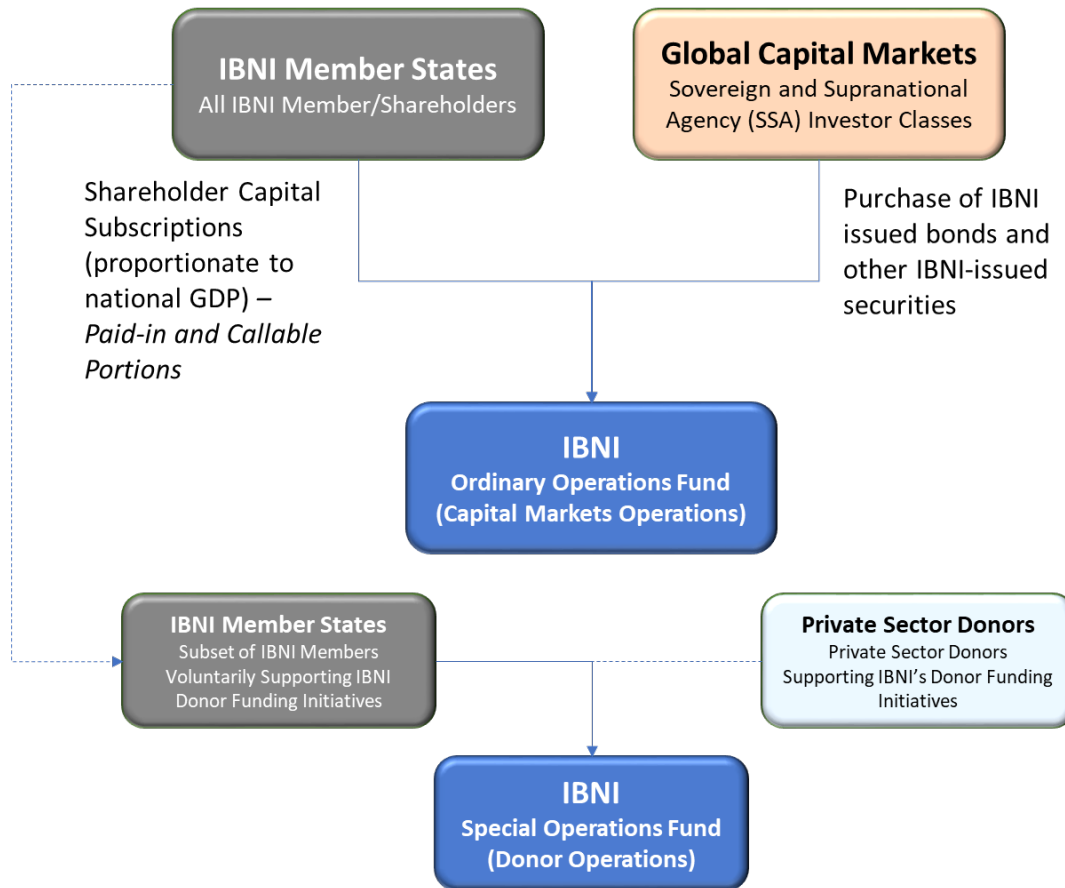 IBNI Member States
All IBNI Member/Shareholders
Global Capital Markets
Sovereign and Supranational
Agency (SSA) Investor Classes
Shareholder Capital
Subscriptions
(proportionate to
national GDP) –
Paid-in and Callable
Portions
Purchase of IBNI
issued bonds and
other IBNI-issued
securities
IBNI
Ordinary Operations Fund
(Capital Markets Operations)
IBNI Member States
Subset of IBNI Members
Voluntarily Supporting IBNI
Donor Funding Initiatives
Private Sector Donors
Private Sector Donors
Supporting IBNI’s Donor Funding
Initiatives
IBNI
Special Operations Fund
(Donor Operations)